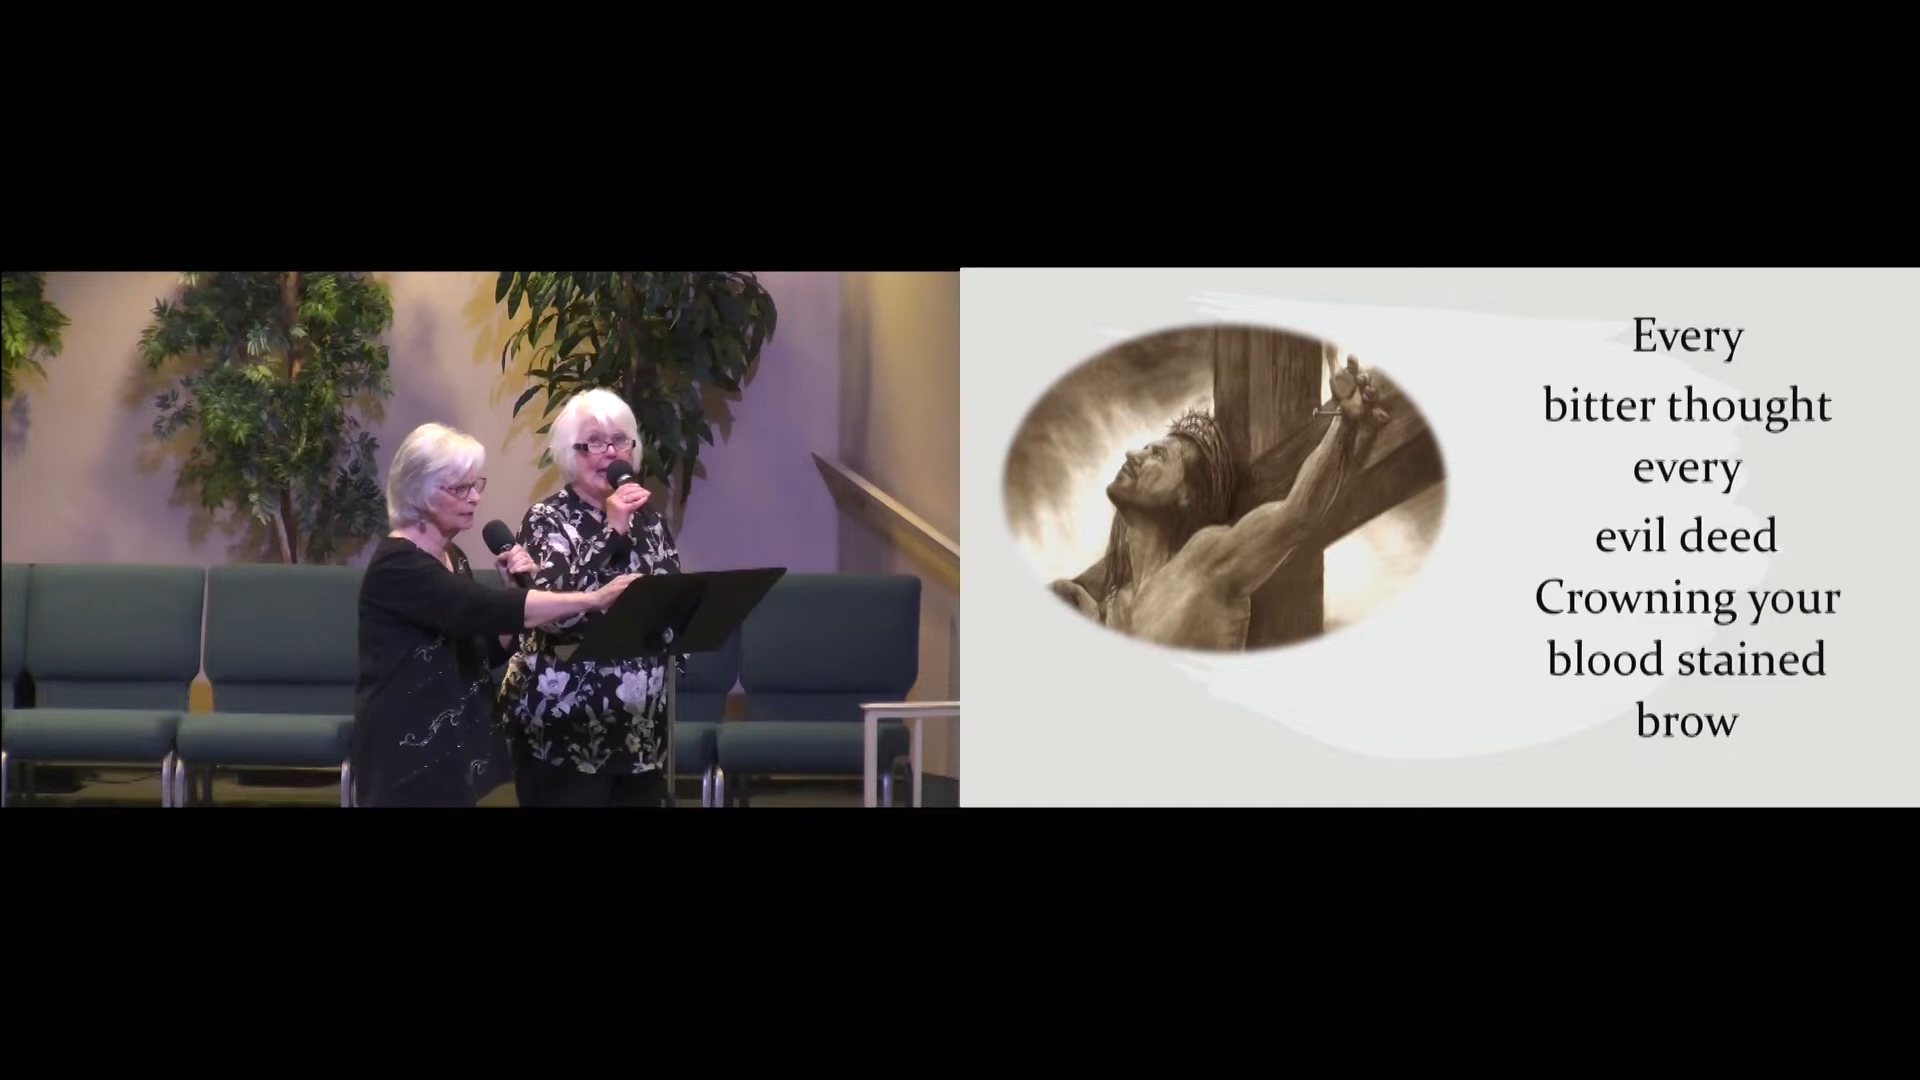 Every
bitter thought
every
evil deed
Crowning your
blood stained
brow